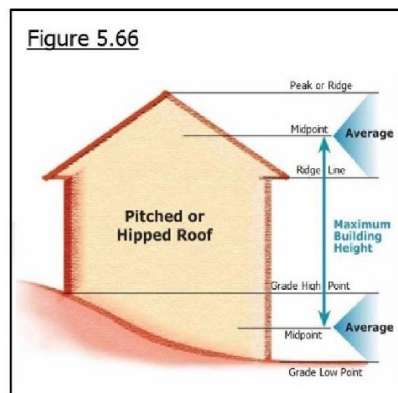 Figure 5.66
Peak or Ridge
Midpoint
Average
Ridge Line
Pitched or
Hipped Roof
Maximum
Building
Height
Grade High Point
Average
Midpoint
Grade Low Point